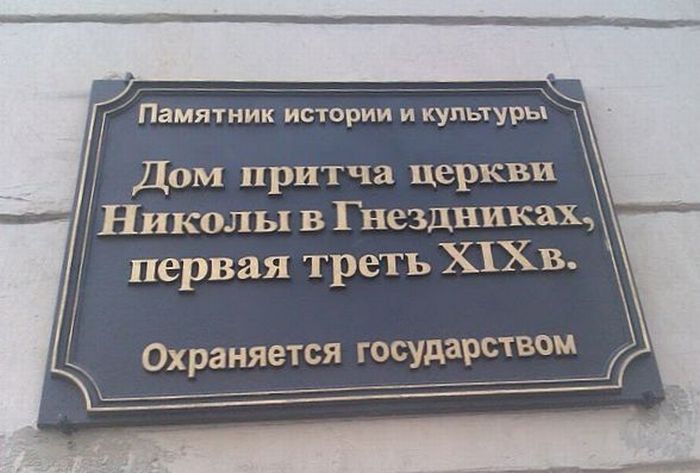 Памятник истории и культуры
Дом притча церкви
Николы в Гнездниках,
первая треть XIX в.
Охраняется государством